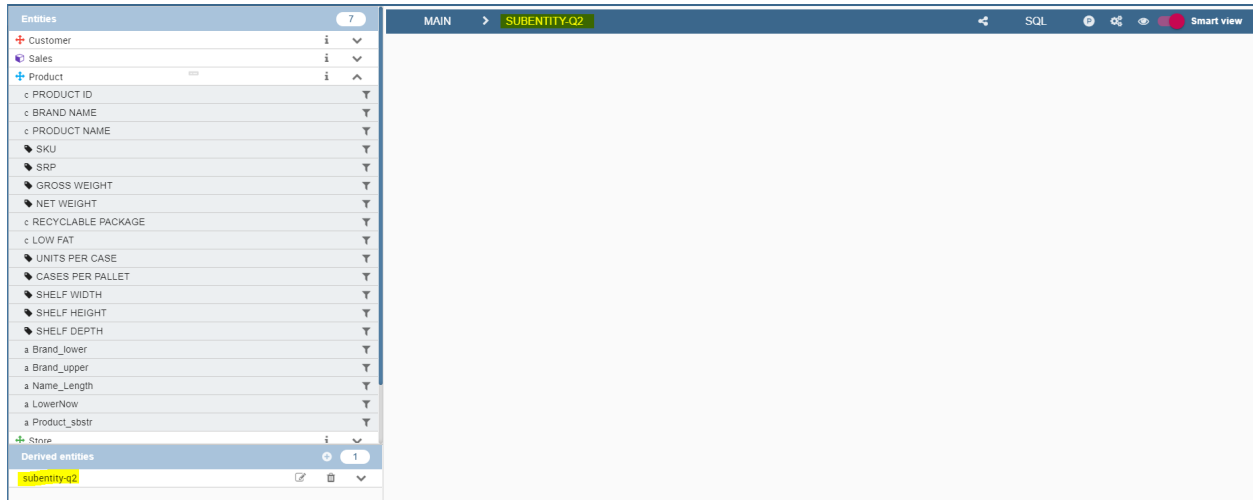 Entities 7
Customer i
Sales i
Product i
c PRODUCT ID
c BRAND NAME
c PRODUCT NAME
SKU
SRP
GROSS WEIGHT
NET WEIGHT
c RECYCLABLE PACKAGE
c LOW FAT
UNITS PER CASE
CASES PER PALLET
SHELF WIDTH
SHELF HEIGHT
SHELF DEPTH
a Brand_lower
a Brand_upper
a Name_Length
a LowerNow
a Product_sbstr
Store i
Derived entities 1
subentity-q2
MAIN > SUBENTITY-Q2 SQL P Smart view